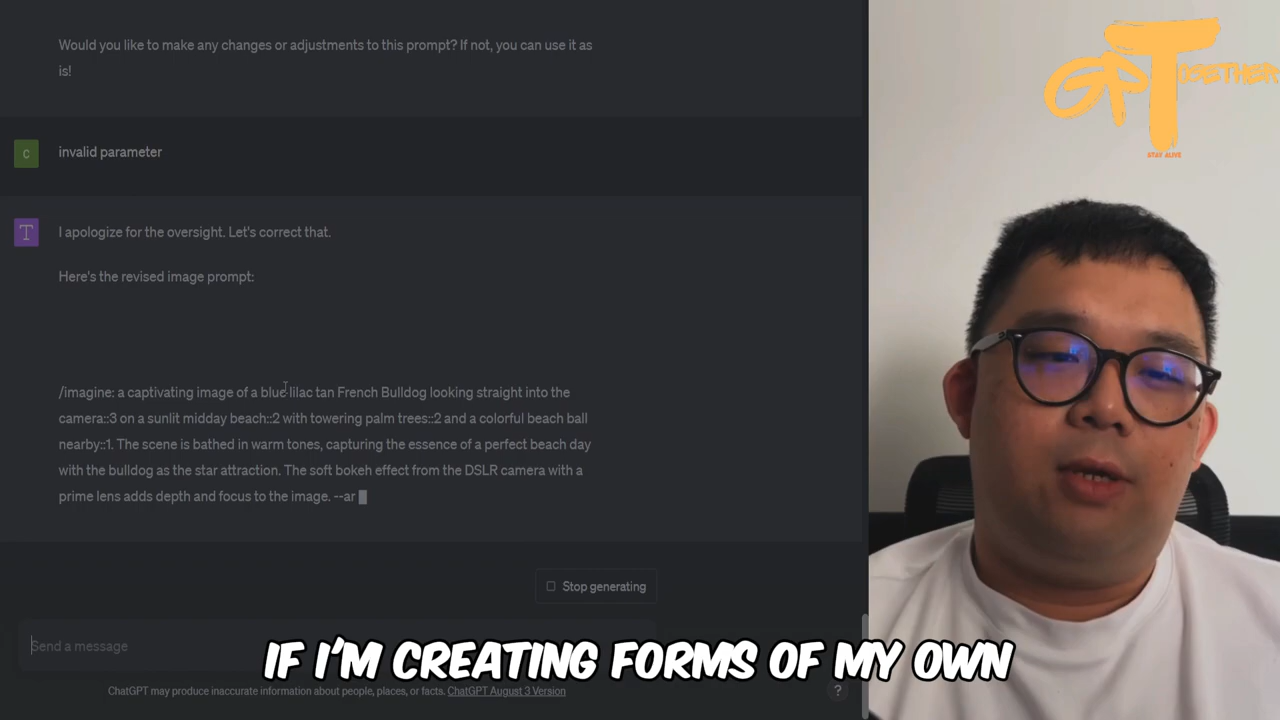 Would you like to make any changes or adjustments to this prompt? If not, you can use it as
is!
C
invalid parameter
T
I apologize for the oversight. Let's correct that.
Here's the revised image prompt:
/imagine: a captivating image of a blue-lilac tan French Bulldog looking straight into the
camera::3 on a sunlit midday beach::2 with towering palm trees::2 and a colorful beach ball
nearby::1. The scene is bathed in warm tones, capturing the essence of a perfect beach day
with the bulldog as the star attraction. The soft bokeh effect from the DSLR camera with a
prime lens adds depth and focus to the image. --ar
Stop generating
Send a message
ChatGPT may produce inaccurate information about people, places, or facts. ChatGPT August 3 Version
?
GPTOGETHER
STAY ALIVE
IF I'M CREATING FORMS OF MY OWN